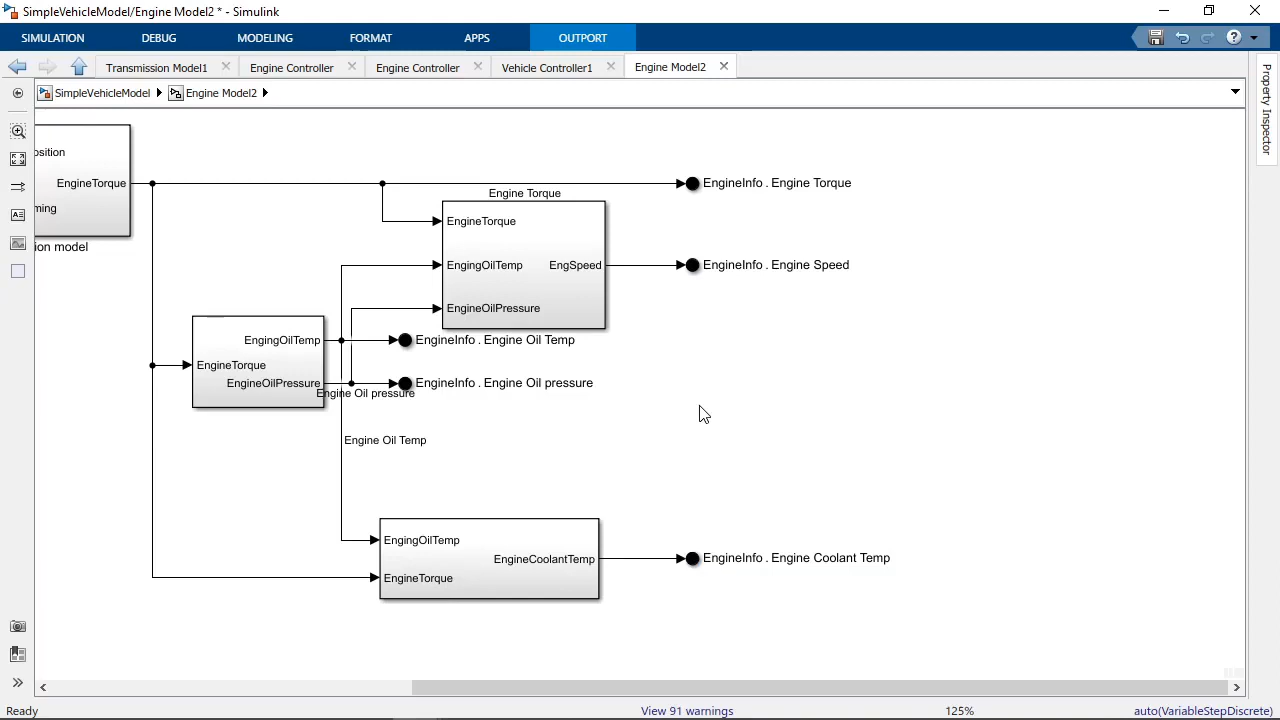 SimpleVehicleModel/Engine Model2 * - Simulink
SIMULATION DEBUG MODELING FORMAT APPS OUTPORT
Transmission Model1 Engine Controller Engine Controller Vehicle Controller1 Engine Model2
SimpleVehicleModel Engine Model2
Property Inspector
osition
EngineTorque
ming
ion model
EngineInfo . Engine Torque
Engine Torque
EngineTorque
EngingOilTemp EngSpeed
EngineOilPressure
EngineInfo . Engine Speed
EngingOilTemp
EngineTorque
EngineOilPressure
EngineInfo . Engine Oil Temp
EngineInfo . Engine Oil pressure
Engine Oil pressure
Engine Oil Temp
EngingOilTemp
EngineCoolantTemp
EngineTorque
EngineInfo . Engine Coolant Temp
Ready View 91 warnings 125% auto(VariableStepDiscrete)